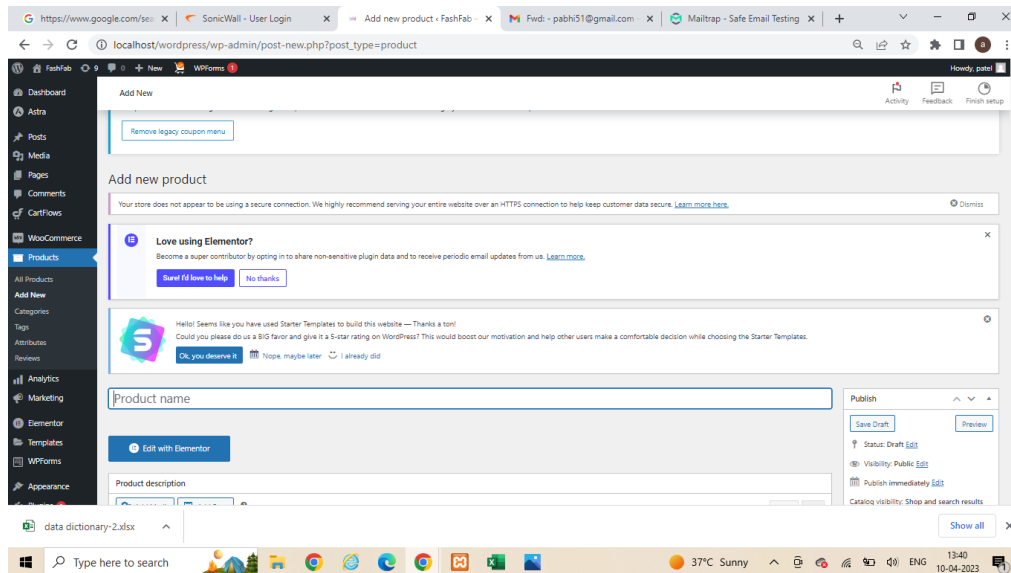 https://www.google.com/sea
SonicWall - User Login
Add new product ‹ FashFab –
Fwd: - pabhi51@gmail.com -
Mailtrap - Safe Email Testing
localhost/wordpress/wp-admin/post-new.php?post_type=product
a
FashFab
9
0
New
WPForms 1
Howdy, patel
Dashboard
Astra
Posts
Media
Pages
Comments
CartFlows
WooCommerce
Products
All Products
Add New
Categories
Tags
Attributes
Reviews
Analytics
Marketing
Elementor
Templates
WPForms
Appearance
Add New
Activity
Feedback
Finish setup
Remove legacy coupon menu
Add new product
Your store does not appear to be using a secure connection. We highly recommend serving your entire website over an HTTPS connection to help keep customer data secure. Learn more here.
Dismiss
Love using Elementor?
Become a super contributor by opting in to share non-sensitive plugin data and to receive periodic email updates from us. Learn more.
Sure! I'd love to help
No thanks
Hello! Seems like you have used Starter Templates to build this website — Thanks a ton!
Could you please do us a BIG favor and give it a 5-star rating on WordPress? This would boost our motivation and help other users make a comfortable decision while choosing the Starter Templates.
Ok, you deserve it
Nope, maybe later
I already did
Product name
Edit with Elementor
Product description
Publish
Save Draft
Preview
Status: Draft Edit
Visibility: Public Edit
Publish immediately Edit
Catalog visibility: Shop and search results
data dictionary-2.xlsx
Show all
Type here to search
37°C Sunny
ENG
13:40
10-04-2023